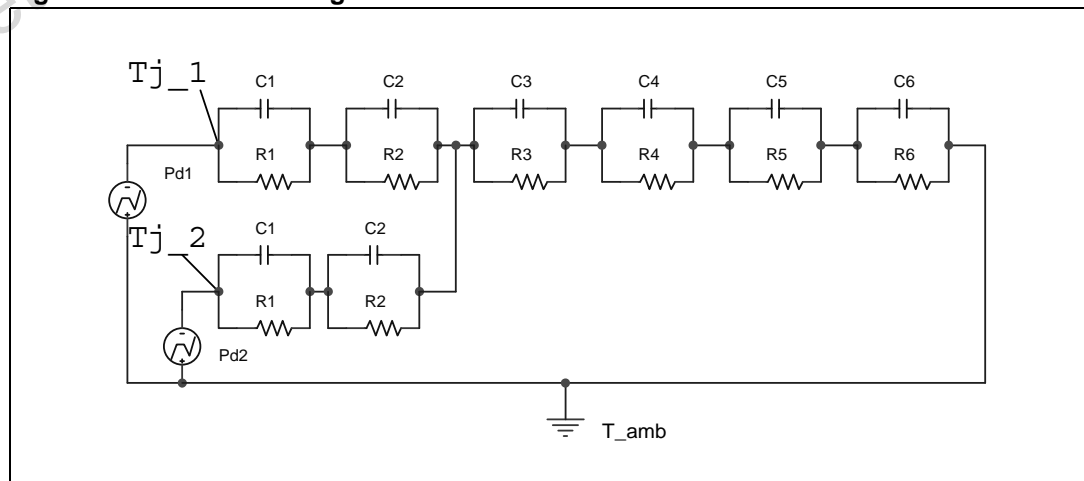 Tj_1
C1 C2 C3 C4 C5 C6
R1 R2 R3 R4 R5 R6
Pd1
Tj_2
C1 C2
R1 R2
Pd2
T_amb